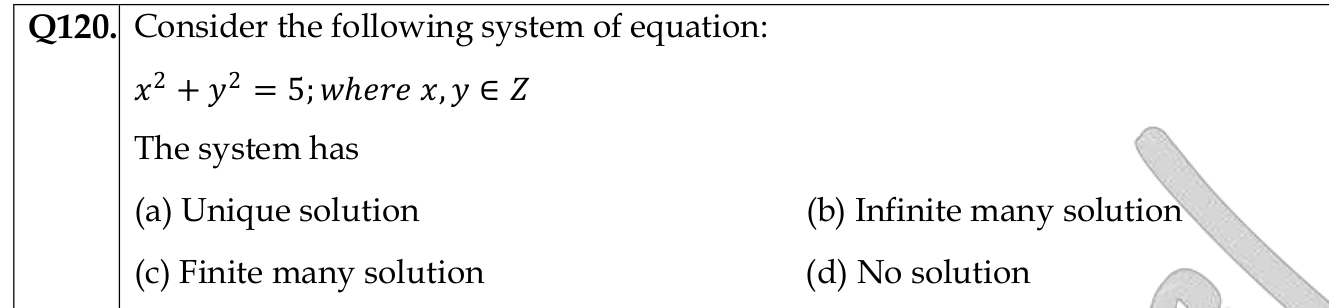 Q120. Consider the following system of equation:
x² + y² = 5; where x, y ∈ Z
The system has
(a) Unique solution (b) Infinite many solution
(c) Finite many solution (d) No solution